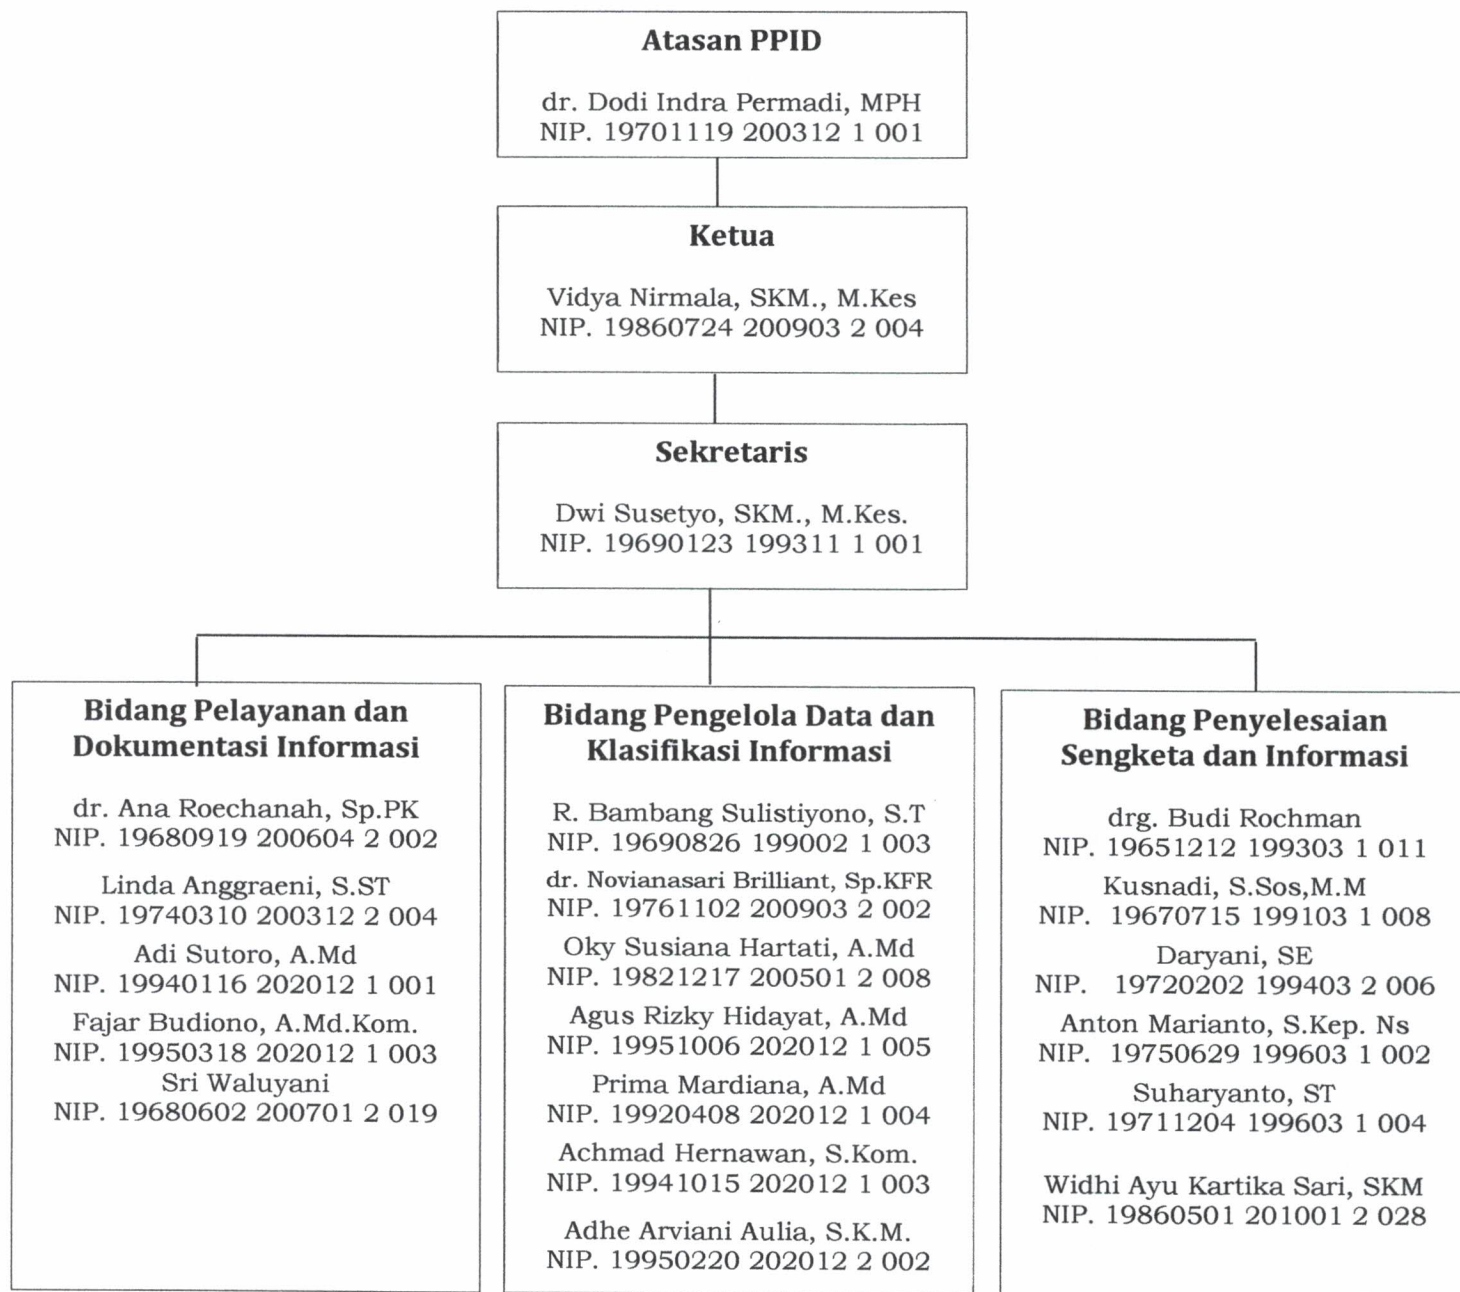 Atasan PPID
dr. Dodi Indra Permadi, MPH
NIP. 19701119 200312 1 001
Ketua
Vidya Nirmala, SKM., M.Kes
NIP. 19860724 200903 2 004
Sekretaris
Dwi Susetyo, SKM., M.Kes.
NIP. 19690123 199311 1 001
Bidang Pelayanan dan
Dokumentasi Informasi
dr. Ana Roechanah, Sp.PK
NIP. 19680919 200604 2 002
Linda Anggraeni, S.ST
NIP. 19740310 200312 2 004
Adi Sutoro, A.Md
NIP. 19940116 202012 1 001
Fajar Budiono, A.Md.Kom.
NIP. 19950318 202012 1 003
Sri Waluyani
NIP. 19680602 200701 2 019
Bidang Pengelola Data dan
Klasifikasi Informasi
R. Bambang Sulistiyono, S.T
NIP. 19690826 199002 1 003
dr. Novianasari Brilliant, Sp.KFR
NIP. 19761102 200903 2 002
Oky Susiana Hartati, A.Md
NIP. 19821217 200501 2 008
Agus Rizky Hidayat, A.Md
NIP. 19951006 202012 1 005
Prima Mardiana, A.Md
NIP. 19920408 202012 1 004
Achmad Hernawan, S.Kom.
NIP. 19941015 202012 1 003
Adhe Arviani Aulia, S.K.M.
NIP. 19950220 202012 2 002
Bidang Penyelesaian
Sengketa dan Informasi
drg. Budi Rochman
NIP. 19651212 199303 1 011
Kusnadi, S.Sos,M.M
NIP. 19670715 199103 1 008
Daryani, SE
NIP. 19720202 199403 2 006
Anton Marianto, S.Kep. Ns
NIP. 19750629 199603 1 002
Suharyanto, ST
NIP. 19711204 199603 1 004
Widhi Ayu Kartika Sari, SKM
NIP. 19860501 201001 2 028